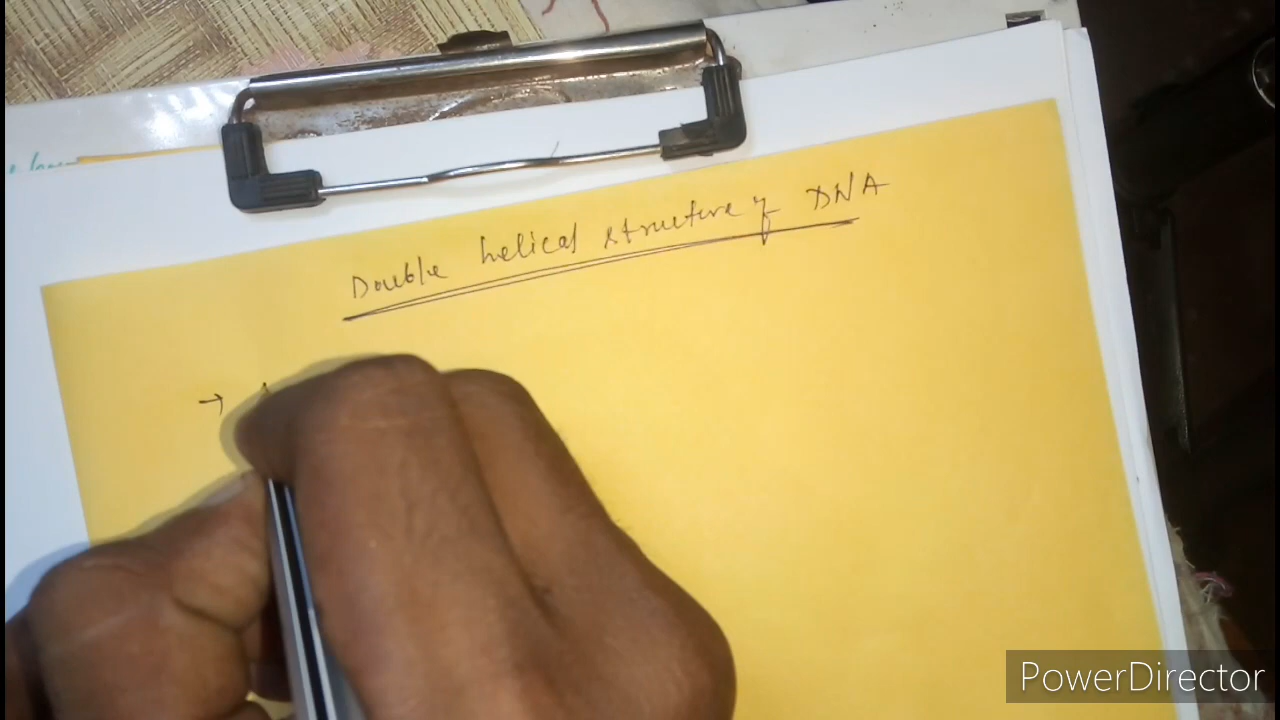 Double helical structure of DNA
→
PowerDirector